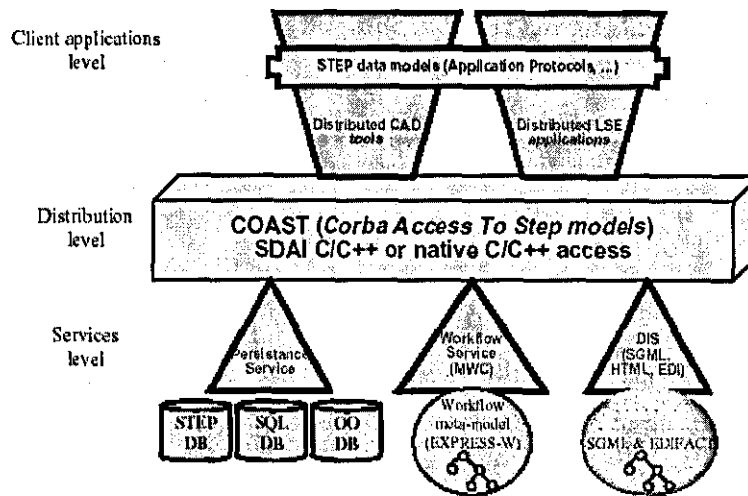 Client applications
level
STEP data models (Application Protocols, ...)
Distributed CAD
tools
Distributed LSE
applications
Distribution
level
COAST (Corba Access To Step models)
SDAI C/C++ or native C/C++ access
Services
level
Persistance
Service
Workflow
Service
(MWC)
DIS
(SGML,
HTML, EDI)
STEP
DB
SQL
DB
OO
DB
Workflow
meta-model
(EXPRESS-W)
SGML & EDIFACT